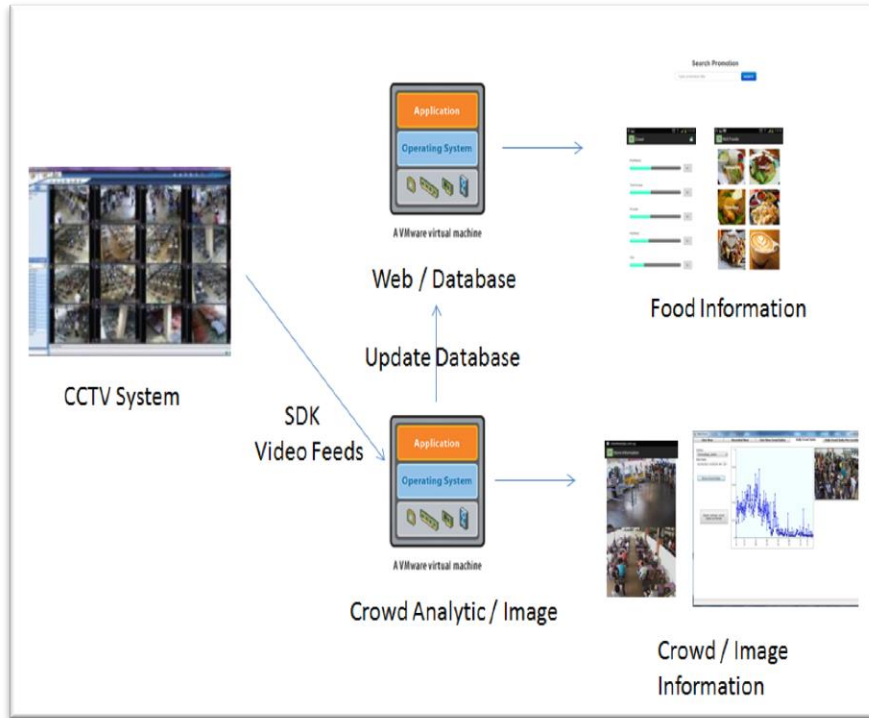 Search Promotion
Application
Operating System
A VMware virtual machine
Web / Database
Food Information
Update Database
CCTV System
SDK
Video Feeds
Application
Operating System
A VMware virtual machine
Crowd Analytic / Image
Crowd / Image
Information